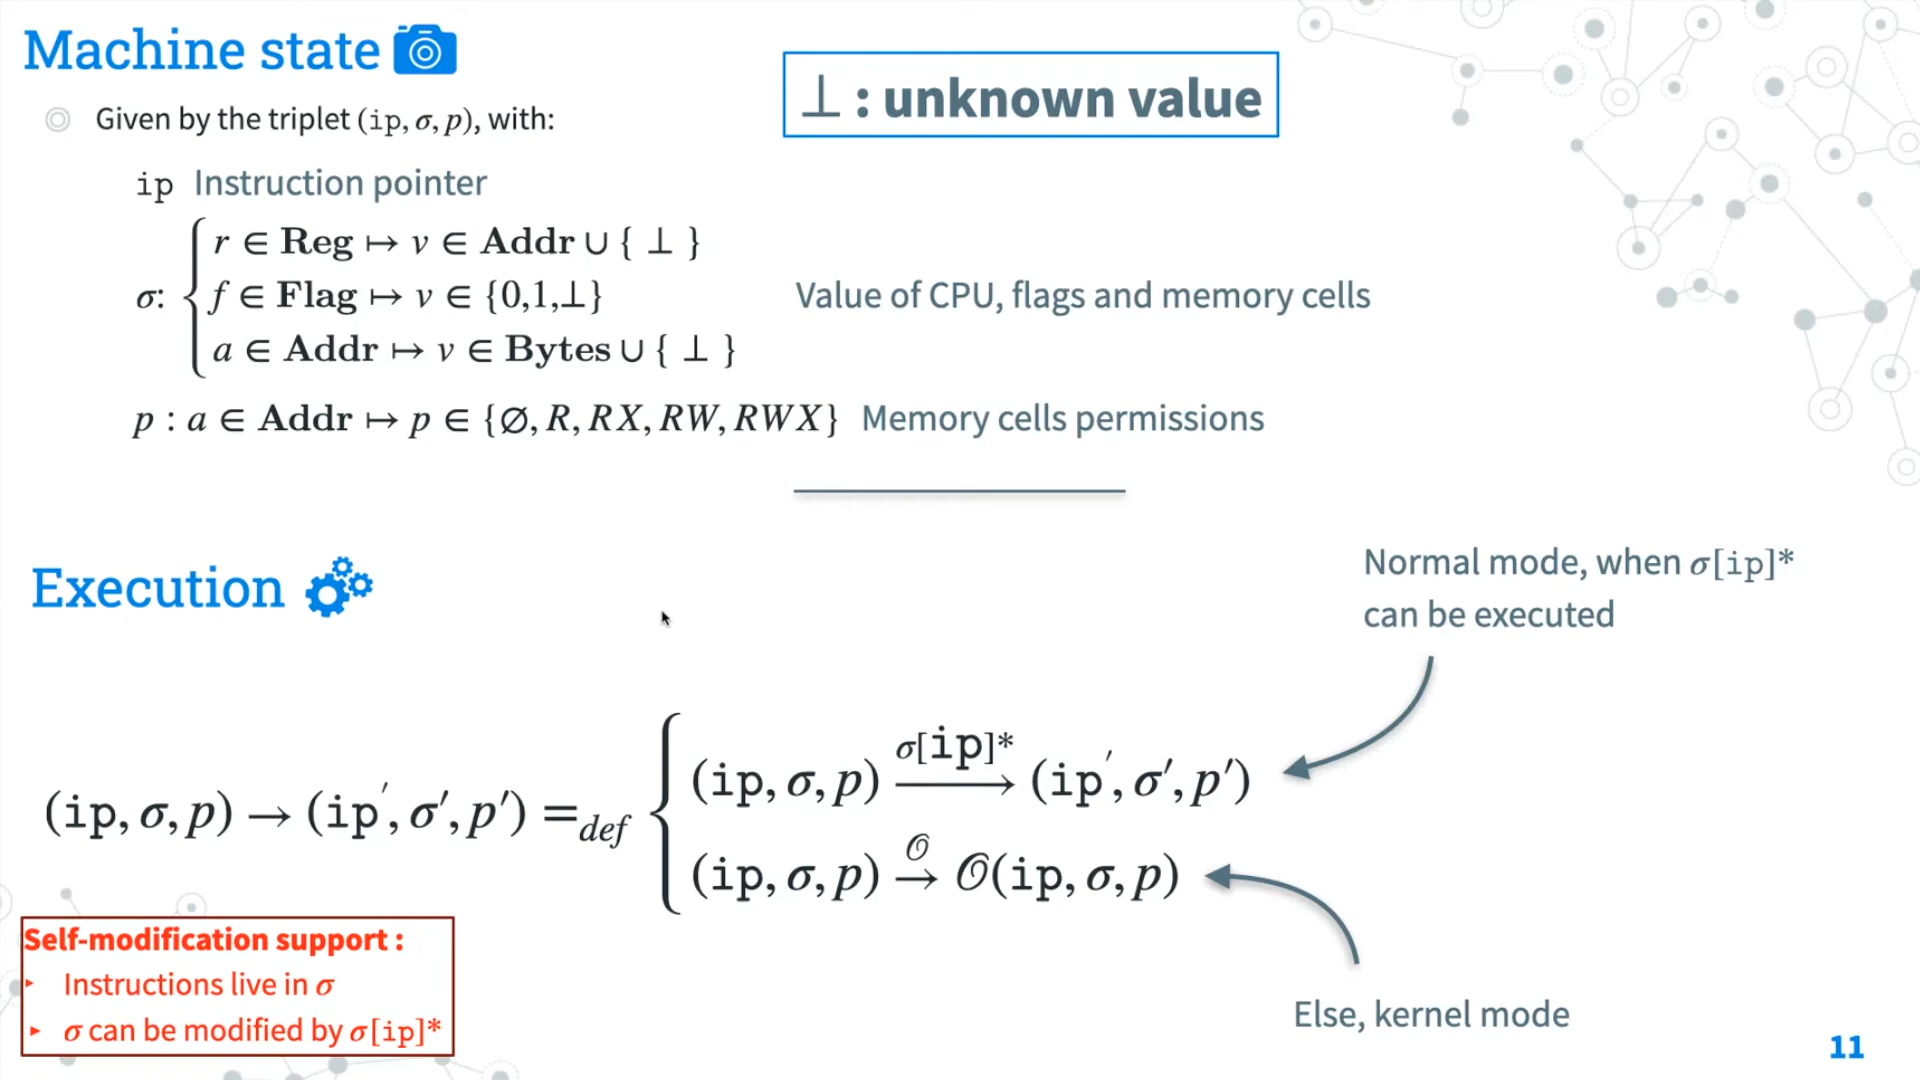 Machine state
⊥ : unknown value
Given by the triplet (ip, σ, p), with:
ip Instruction pointer
σ: { r ∈ Reg ↦ v ∈ Addr ∪ { ⊥ }
f ∈ Flag ↦ v ∈ {0,1,⊥}
a ∈ Addr ↦ v ∈ Bytes ∪ { ⊥ }
Value of CPU, flags and memory cells
p : a ∈ Addr ↦ p ∈ {∅, R, RX, RW, RWX} Memory cells permissions
Execution
Normal mode, when σ[ip]*
can be executed
(ip, σ, p) → (ip′, σ′, p′) =def { (ip, σ, p) —σ[ip]*→ (ip′, σ′, p′)
(ip, σ, p) —𝒪→ 𝒪(ip, σ, p)
Else, kernel mode
Self-modification support :
‣ Instructions live in σ
‣ σ can be modified by σ[ip]*
11